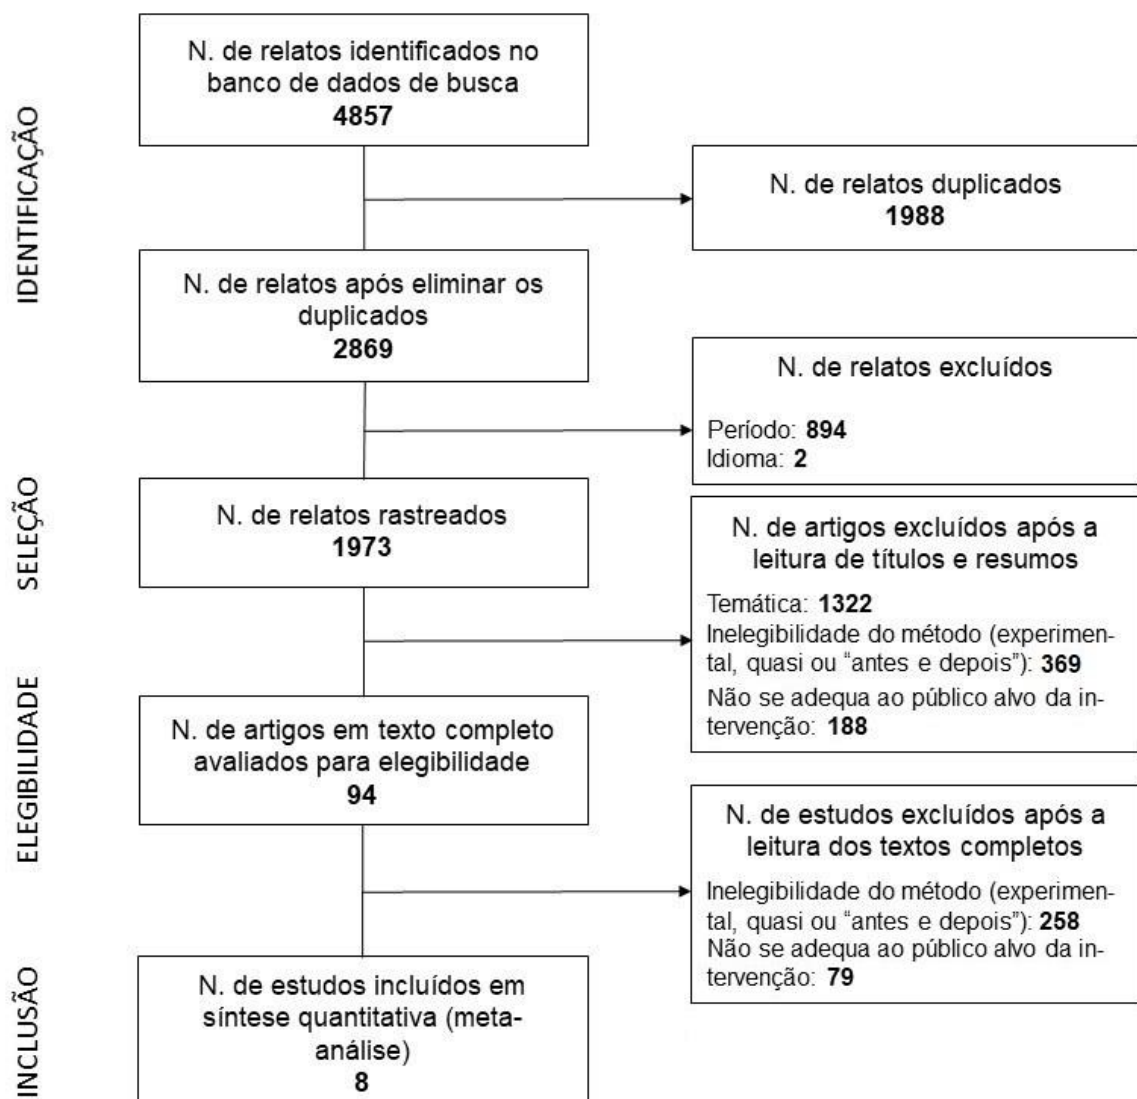 IDENTIFICAÇÃO
N. de relatos identificados no
banco de dados de busca
4857
N. de relatos duplicados
1988
N. de relatos após eliminar os
duplicados
2869
N. de relatos excluídos
Período: 894
Idioma: 2
SELEÇÃO
N. de relatos rastreados
1973
N. de artigos excluídos após a
leitura de títulos e resumos
Temática: 1322
Inelegibilidade do método (experimen-
tal, quasi ou “antes e depois”): 369
Não se adequa ao público alvo da in-
tervenção: 188
ELEGIBILIDADE
N. de artigos em texto completo
avaliados para elegibilidade
94
N. de estudos excluídos após a
leitura dos textos completos
Inelegibilidade do método (experimen-
tal, quasi ou “antes e depois”): 258
Não se adequa ao público alvo da in-
tervenção: 79
INCLUSÃO
N. de estudos incluídos em
síntese quantitativa (meta-
análise)
8